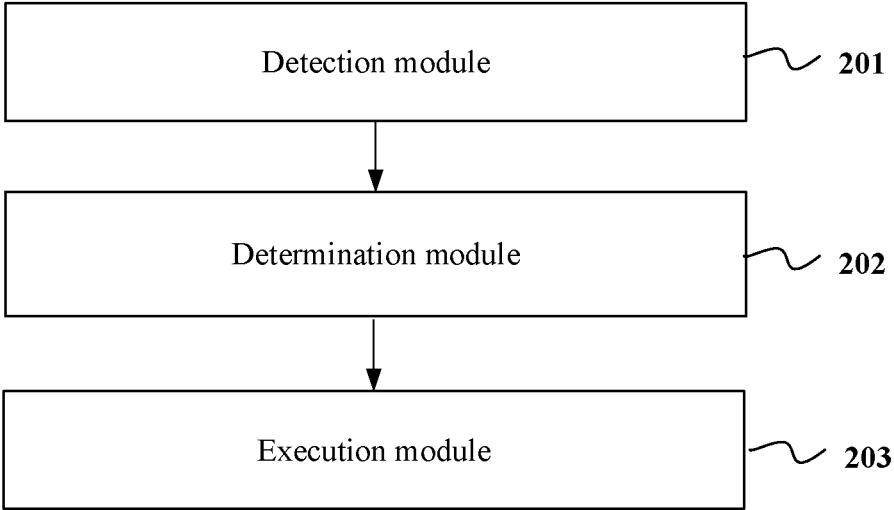 Detection module
201
Determination module
202
Execution module
203